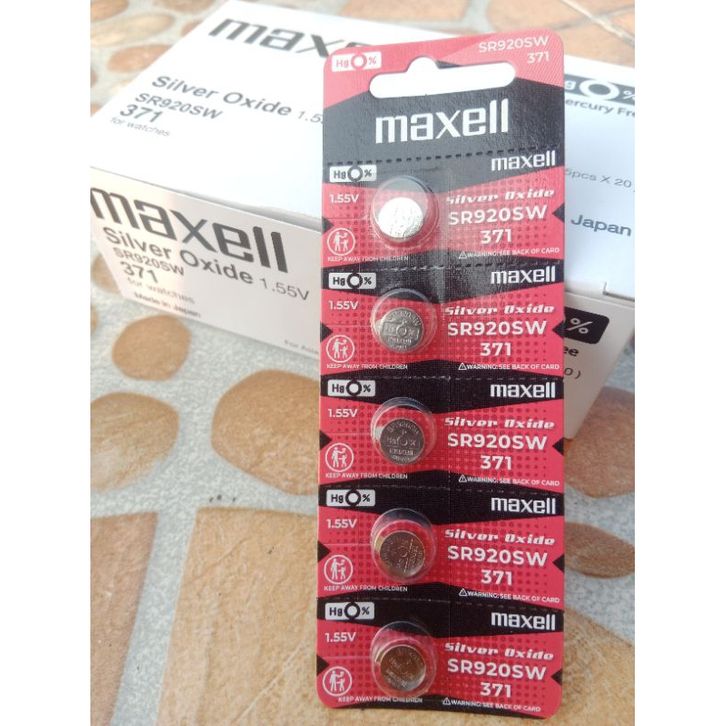 maxell
Silver Oxide 1.55V
SR920SW
371
for watches
maxell
Silver Oxide 1.55V
SR920SW
371
for watches
Made in Japan
Hg 0%
5pcs X 20
Japan
%
Hg 0%
SR920SW
371
maxell
Hg 0%
maxell
1.55V
Silver Oxide
SR920SW
371
KEEP AWAY FROM CHILDREN
⚠WARNING: SEE BACK OF CARD
maxell
1.55V
Silver Oxide
SR920SW
371
KEEP AWAY FROM CHILDREN
⚠WARNING: SEE BACK OF CARD
Hg 0%
maxell
1.55V
Silver Oxide
SR920SW
371
KEEP AWAY FROM CHILDREN
⚠WARNING: SEE BACK OF CARD
Hg 0%
maxell
1.55V
Silver Oxide
SR920SW
371
KEEP AWAY FROM CHILDREN
⚠WARNING: SEE BACK OF CARD
Hg 0%
maxell
1.55V
Silver Oxide
SR920SW
371
KEEP AWAY FROM CHILDREN
⚠WARNING: SEE BACK OF CARD